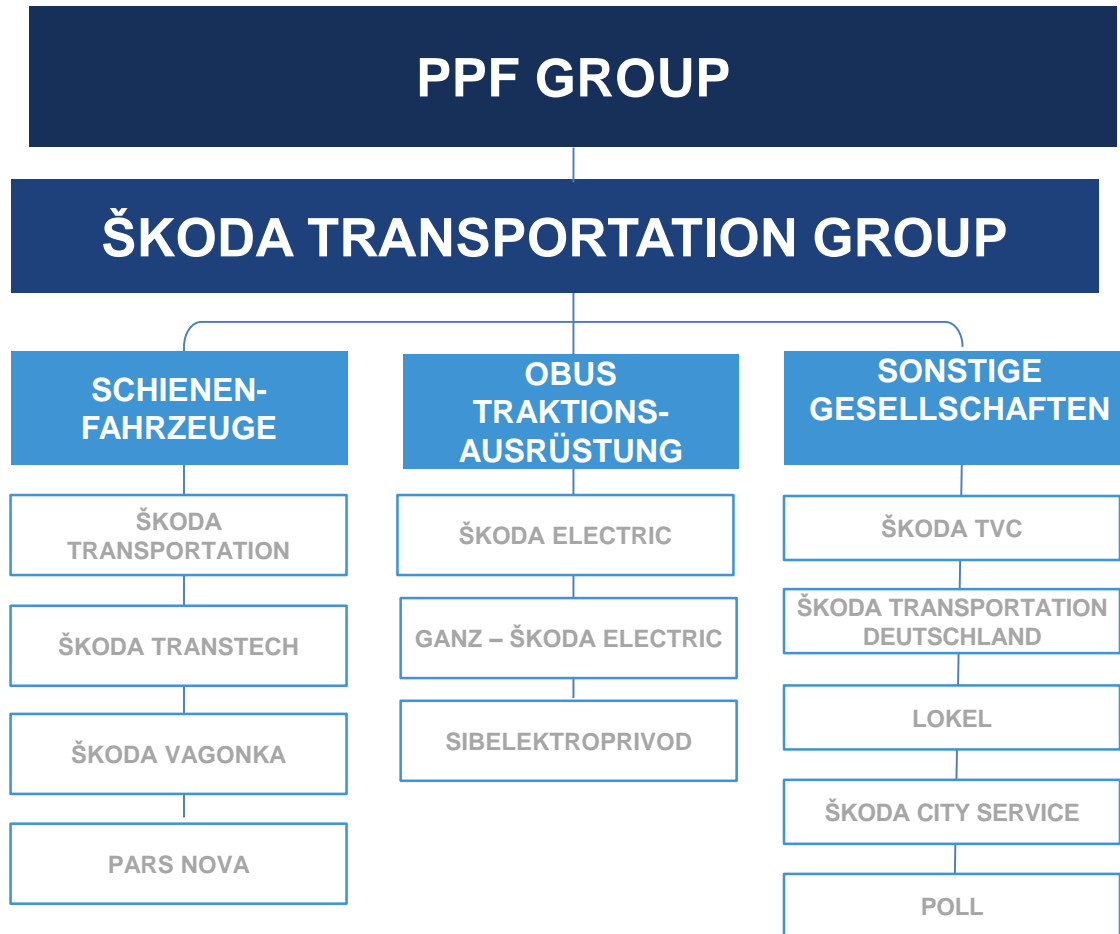 PPF GROUP
ŠKODA TRANSPORTATION GROUP
SCHIENEN-
FAHRZEUGE
ŠKODA
TRANSPORTATION
ŠKODA TRANSTECH
ŠKODA VAGONKA
PARS NOVA
OBUS
TRAKTIONS-
AUSRÜSTUNG
ŠKODA ELECTRIC
GANZ – ŠKODA ELECTRIC
SIBELEKTROPRIVOD
SONSTIGE
GESELLSCHAFTEN
ŠKODA TVC
ŠKODA TRANSPORTATION
DEUTSCHLAND
LOKEL
ŠKODA CITY SERVICE
POLL